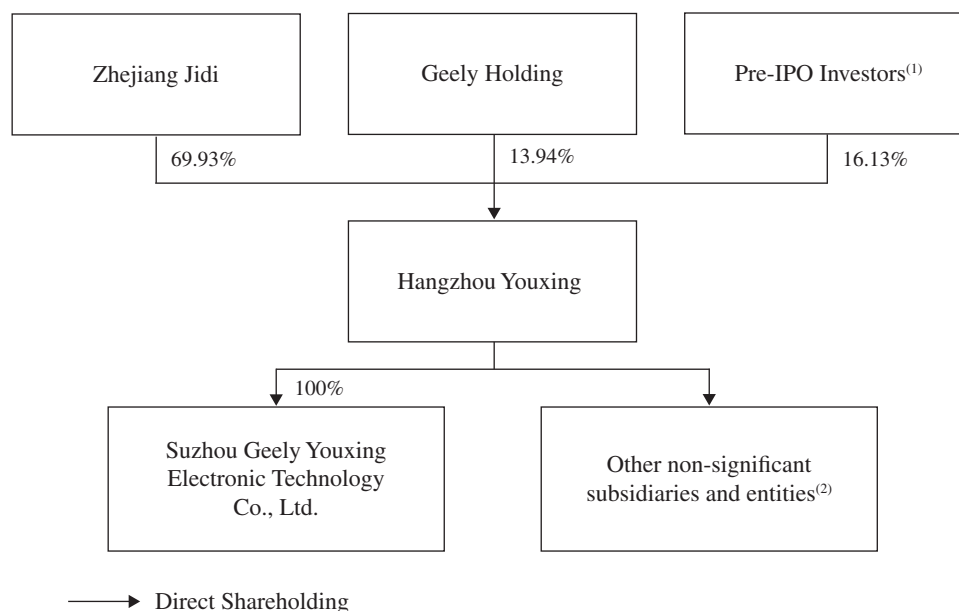 Zhejiang Jidi
Geely Holding
Pre-IPO Investors(1)
69.93%
13.94%
16.13%
Hangzhou Youxing
100%
Suzhou Geely Youxing
Electronic Technology
Co., Ltd.
Other non-significant
subsidiaries and entities(2)
Direct Shareholding